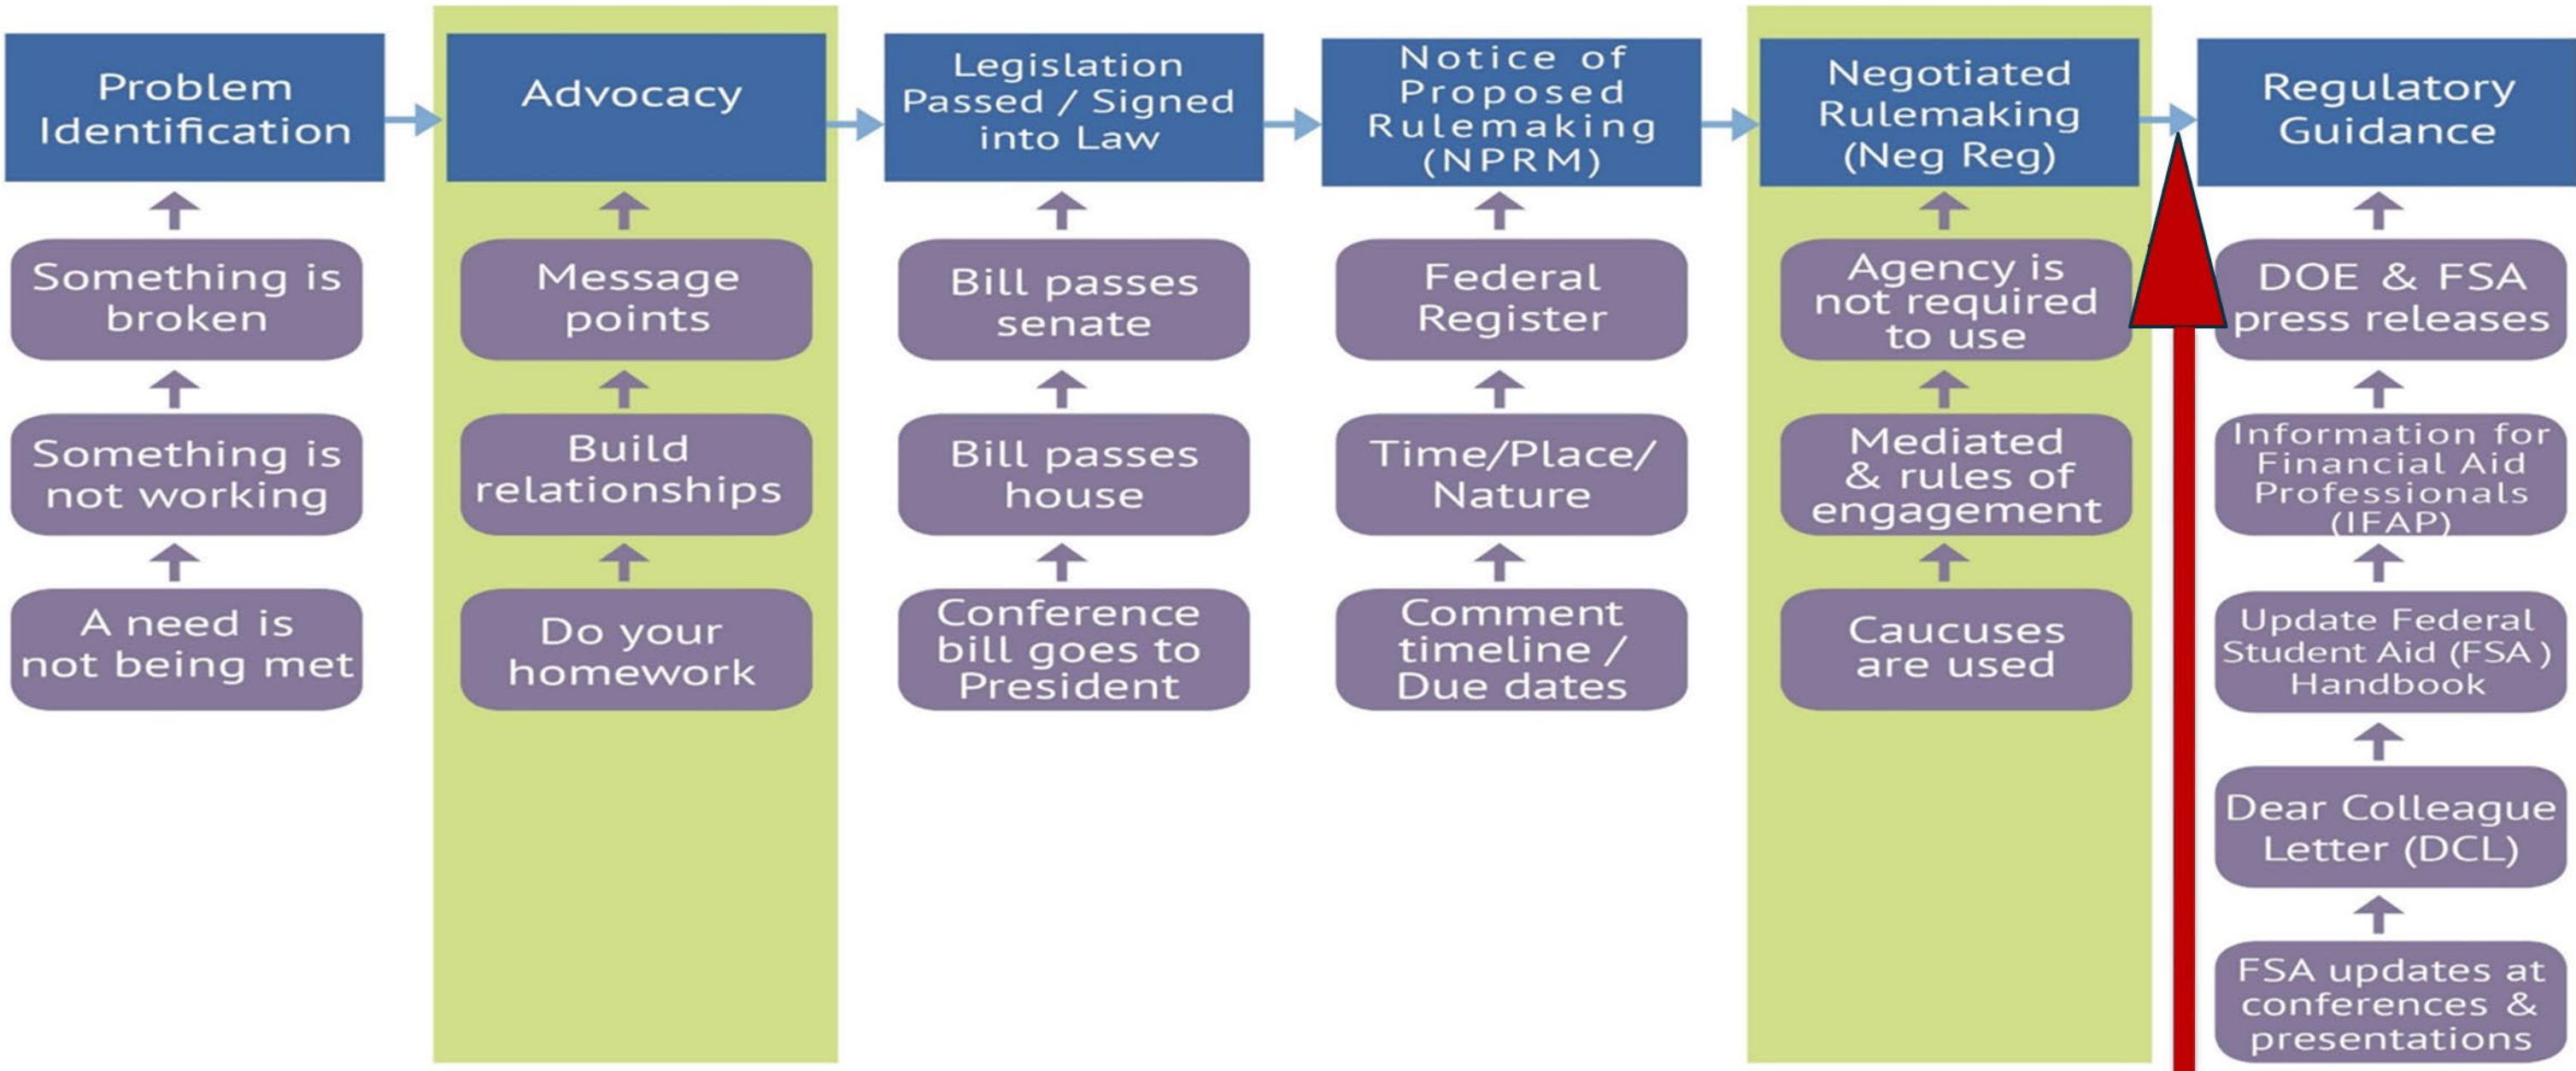 Problem
Identification
Advocacy
Legislation
Passed / Signed
into Law
Notice of
Proposed
Rulemaking
(NPRM)
Negotiated
Rulemaking
(Neg Reg)
Regulatory
Guidance
Something is
broken
Something is
not working
A need is
not being met
Message
points
Build
relationships
Do your
homework
Bill passes
senate
Bill passes
house
Conference
bill goes to
President
Federal
Register
Time/Place/
Nature
Comment
timeline /
Due dates
Agency is
not required
to use
Mediated
& rules of
engagement
Caucuses
are used
DOE & FSA
press releases
Information for
Financial Aid
Professionals
(IFAP)
Update Federal
Student Aid (FSA )
Handbook
Dear Colleague
Letter (DCL)
FSA updates at
conferences &
presentations